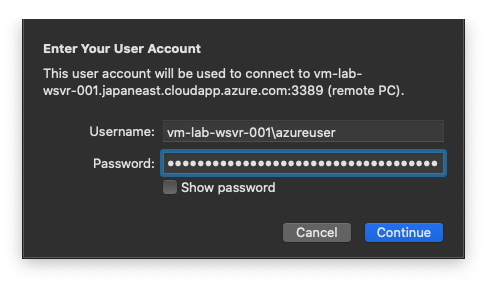 Enter Your User Account
This user account will be used to connect to vm-lab-
wsvr-001.japaneast.cloudapp.azure.com:3389 (remote PC).
Username: vm-lab-wsvr-001\azureuser
Password: ••••••••••••••••••••••••••••••••••••
Show password
Cancel Continue